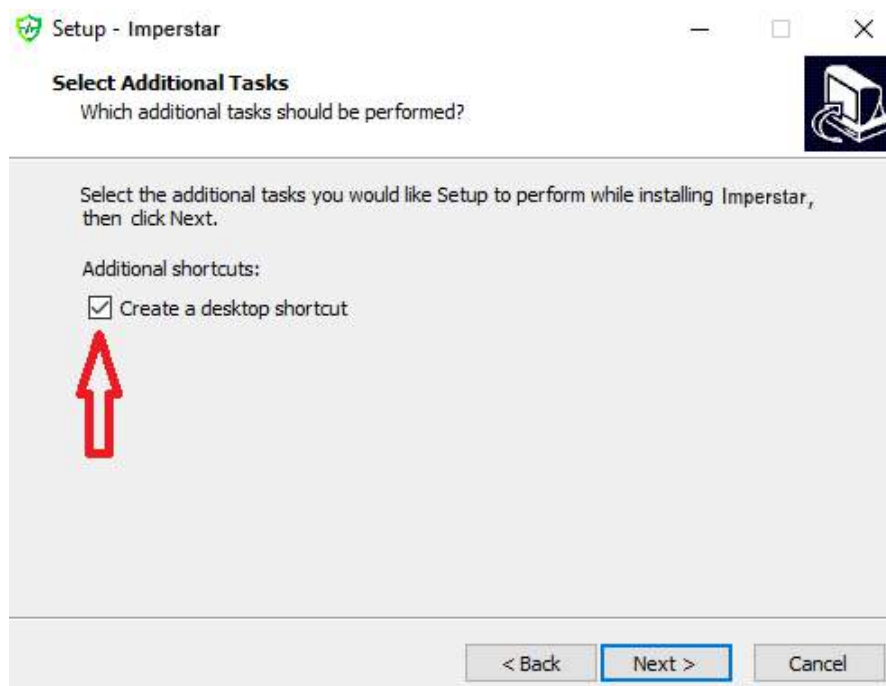 Setup - Imperstar
Select Additional Tasks
Which additional tasks should be performed?
Select the additional tasks you would like Setup to perform while installing Imperstar,
then click Next.
Additional shortcuts:
Create a desktop shortcut
< Back
Next >
Cancel